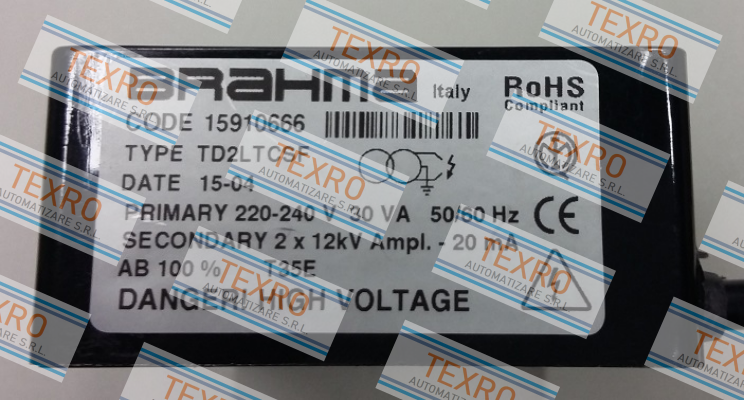 BRAHMA Italy
RoHS
Compliant
CODE 15910666
TYPE TD2LTCSF
DATE 15-04
PRIMARY 220-240 V 30 VA 50/60 Hz
CE
SECONDARY 2 x 12kV Ampl. - 20 mA
AB 100 % T35E
DANGER! HIGH VOLTAGE
TEXRO
AUTOMATIZARE S.R.L.